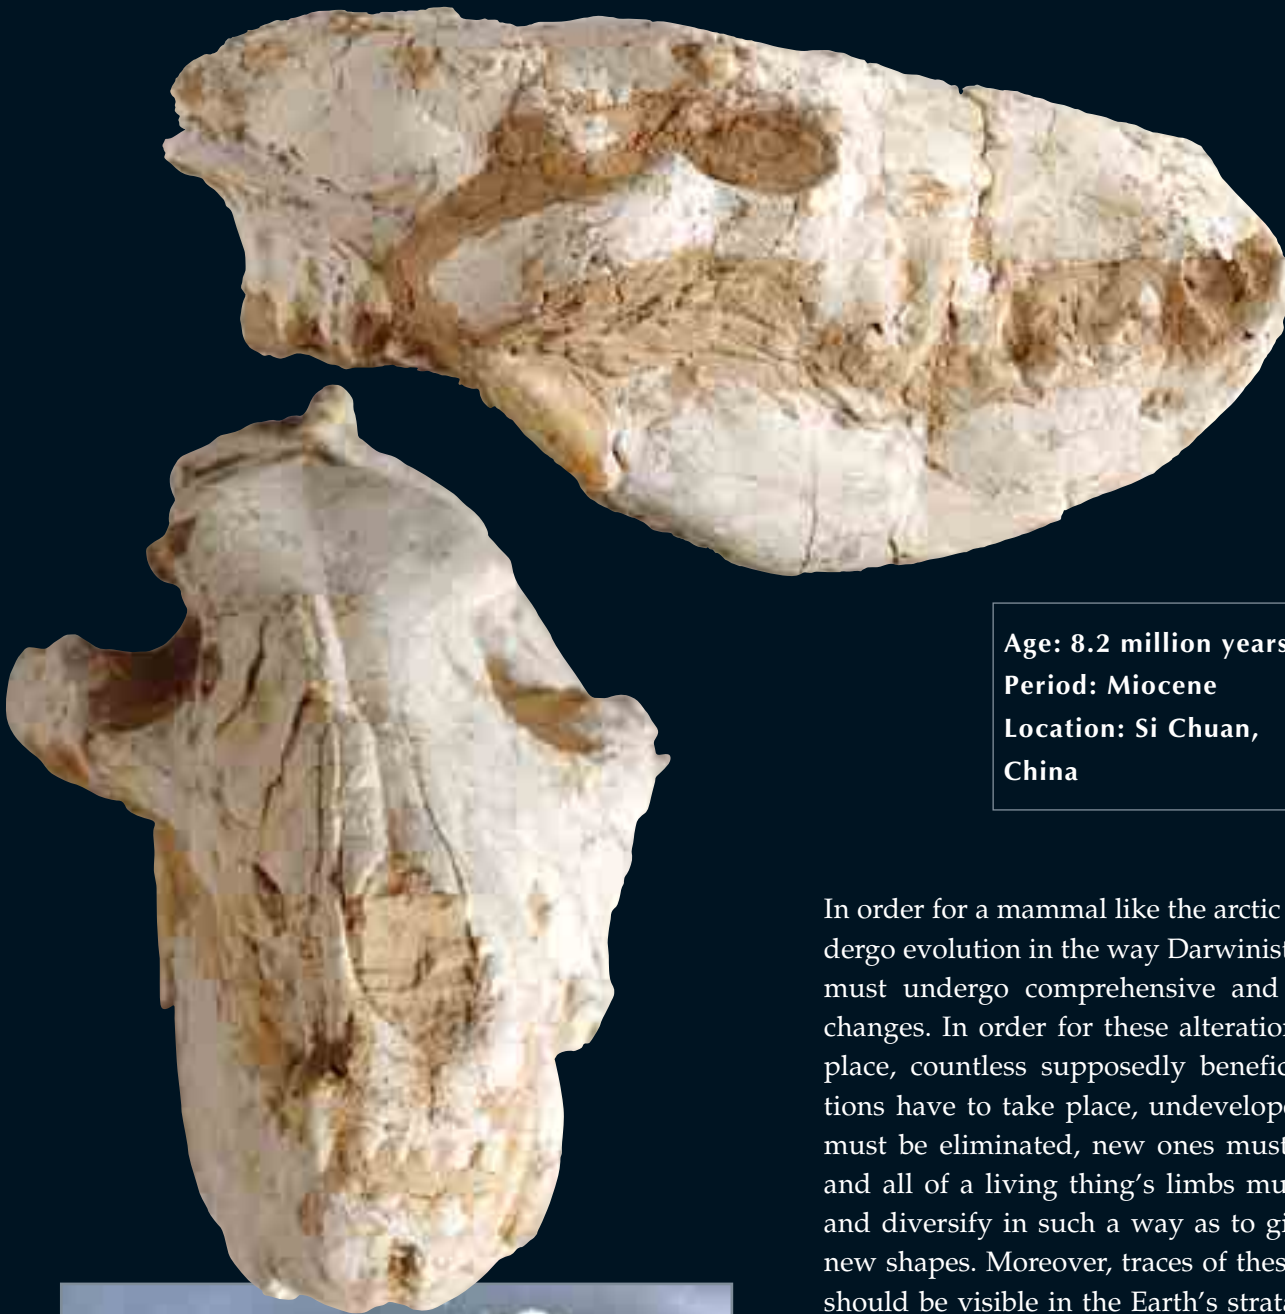 Age: 8.2 million years
Period: Miocene
Location: Si Chuan,
China
In order for a mammal like the arctic
dergo evolution in the way Darwinist
must undergo comprehensive and
changes. In order for these alteration
place, countless supposedly benefic
tions have to take place, undevelope
must be eliminated, new ones must
and all of a living thing's limbs mu
and diversify in such a way as to gi
new shapes. Moreover, traces of thes
should be visible in the Earth's strat